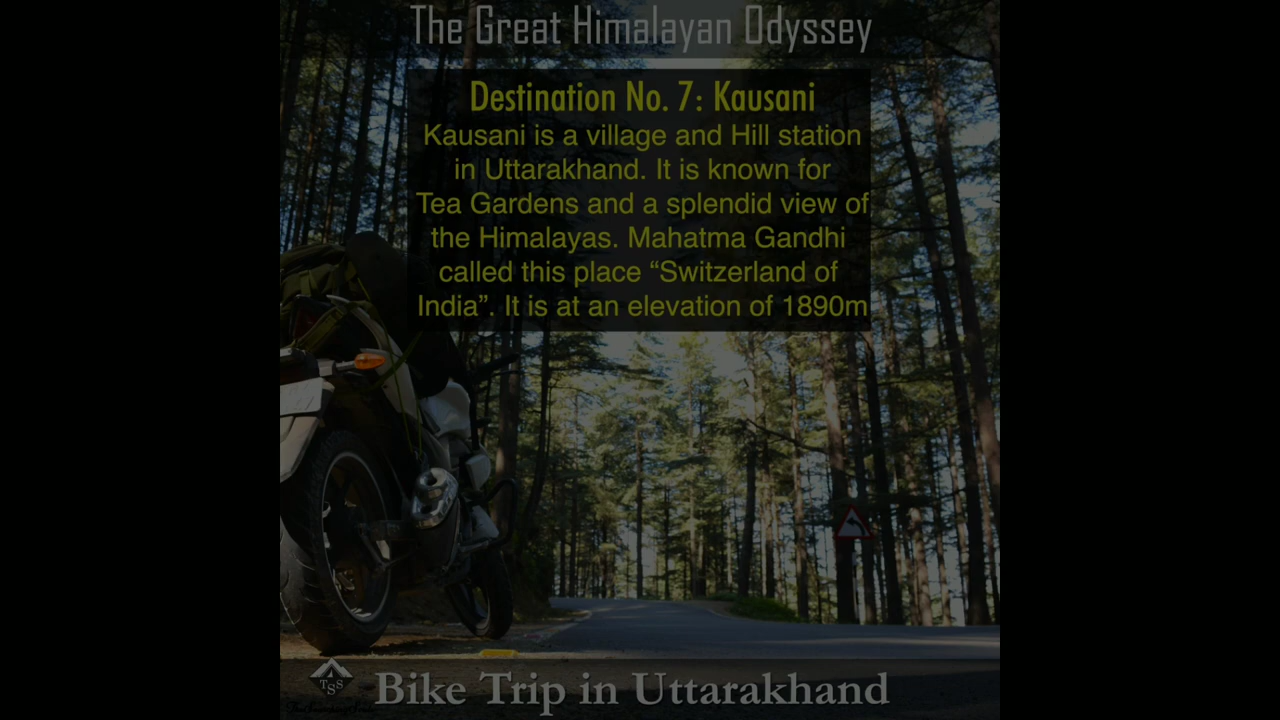 The Great Himalayan Odyssey
Destination No. 7: Kausani
Kausani is a village and Hill station
in Uttarakhand. It is known for
Tea Gardens and a splendid view of
the Himalayas. Mahatma Gandhi
called this place “Switzerland of
India”. It is at an elevation of 1890m
TSS
Bike Trip in Uttarakhand